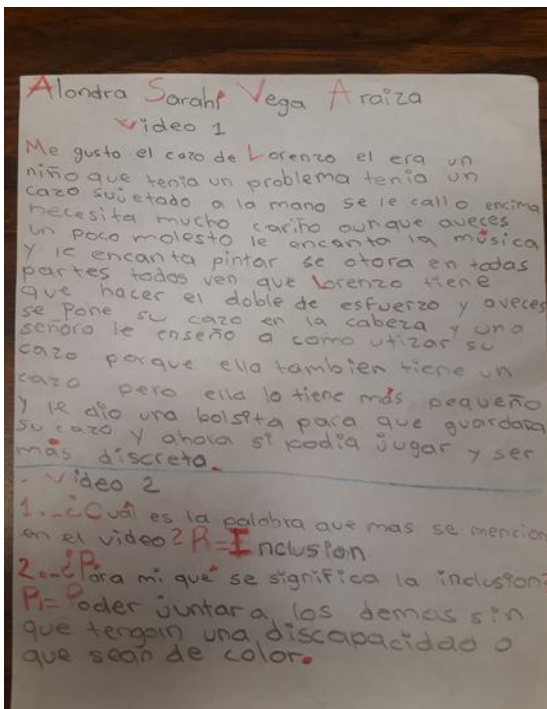 Alondra Sarahi Vega Araiza
Video 1
Me gusto el cazo de Lorenzo el era un
niño que tenia un problema tenia un
cazo sujetado a la mano se le callo encima
necesita mucho cariño aunque aveces
un poco molesto le encanta la música
y le encanta pintar se otora en todas
partes todos ven que Lorenzo tiene
que hacer el doble de esfuerzo y aveces
se pone su cazo en la cabeza y una
señora le enseño a como utizar su
cazo porque ella tambien tiene un
cazo pero ella lo tiene más pequeño
y le dio una bolsita para que guardara
su cazo y ahora si podia jugar y ser
más discreta.
. Video 2
1.-¿Cuál es la palabra que mas se mencion
en el video? R=Inclusion
2.-¿Para mi qué se significa la inclusion?
R=Poder juntar a los demas sin
que tengan una discapacidad o
que sean de color.